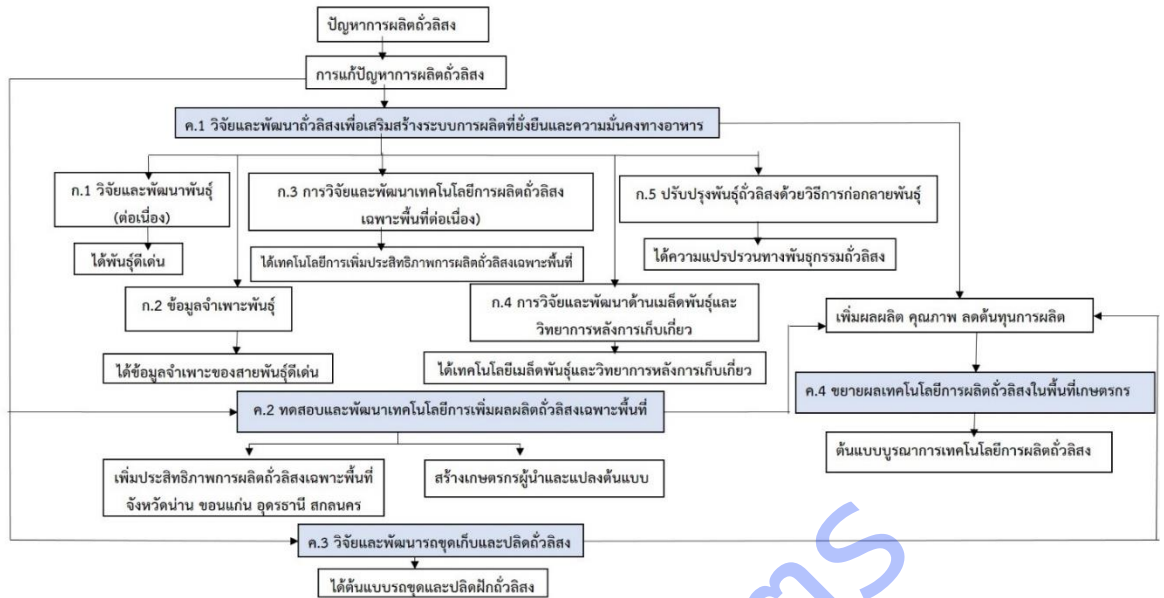 ปัญหาการผลิตถั่วลิสง
การแก้ปัญหาการผลิตถั่วลิสง
ค.1 วิจัยและพัฒนาถั่วลิสงเพื่อเสริมสร้างระบบการผลิตที่ยั่งยืนและความมั่นคงทางอาหาร
ก.1 วิจัยและพัฒนาพันธุ์
(ต่อเนื่อง)
ได้พันธุ์ดีเด่น
ก.2 ข้อมูลจำเพาะพันธุ์
ได้ข้อมูลจำเพาะของสายพันธุ์ดีเด่น
ก.3 การวิจัยและพัฒนาเทคโนโลยีการผลิตถั่วลิสง
เฉพาะพื้นที่ต่อเนื่อง)
ได้เทคโนโลยีการเพิ่มประสิทธิภาพการผลิตถั่วลิสงเฉพาะพื้นที่
ก.4 การวิจัยและพัฒนาด้านเมล็ดพันธุ์และ
วิทยาการหลังการเก็บเกี่ยว
ได้เทคโนโลยีเมล็ดพันธุ์และวิทยาการหลังการเก็บเกี่ยว
ก.5 ปรับปรุงพันธุ์ถั่วลิสงด้วยวิธีการก่อกลายพันธุ์
ได้ความแปรปรวนทางพันธุกรรมถั่วลิสง
เพิ่มผลผลิต คุณภาพ ลดต้นทุนการผลิต
ค.4 ขยายผลเทคโนโลยีการผลิตถั่วลิสงในพื้นที่เกษตรกร
ต้นแบบบูรณาการเทคโนโลยีการผลิตถั่วลิสง
ค.2 ทดสอบและพัฒนาเทคโนโลยีการเพิ่มผลผลิตถั่วลิสงเฉพาะพื้นที่
เพิ่มประสิทธิภาพการผลิตถั่วลิสงเฉพาะพื้นที่
จังหวัดน่าน ขอนแก่น อุดรธานี สกลนคร
สร้างเกษตรกรผู้นำและแปลงต้นแบบ
ค.3 วิจัยและพัฒนารถขุดเก็บและปลิดถั่วลิสง
ได้ต้นแบบรถขุดและปลิดฝักถั่วลิสง